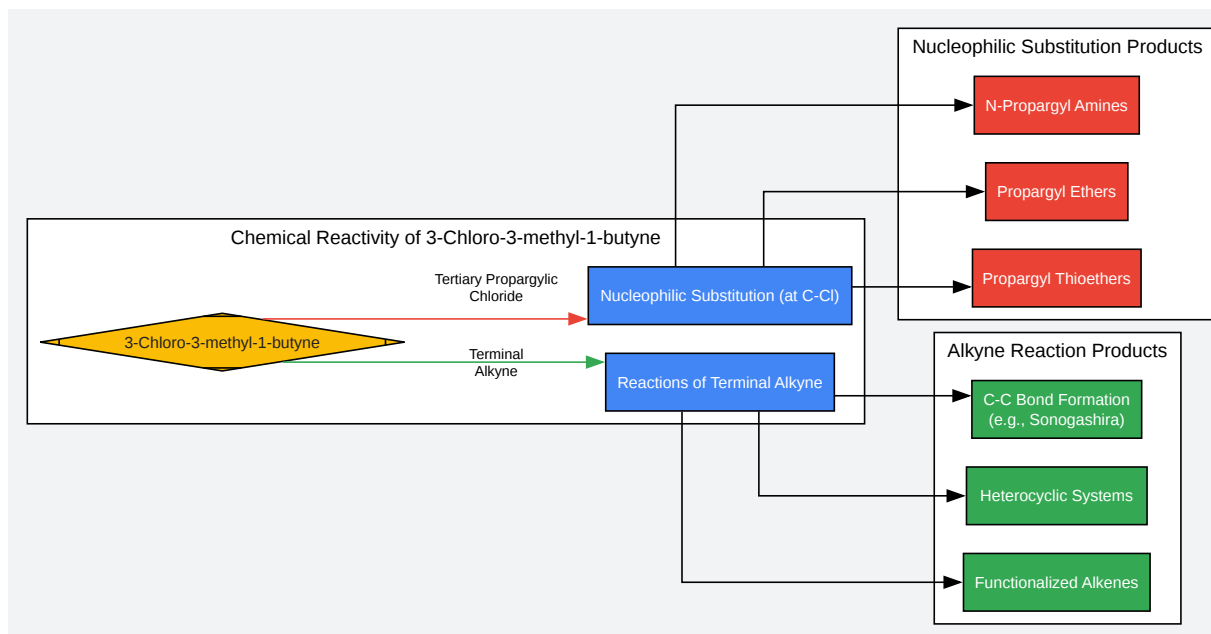 Nucleophilic Substitution Products
N-Propargyl Amines
Propargyl Ethers
Propargyl Thioethers
Chemical Reactivity of 3-Chloro-3-methyl-1-butyne
Tertiary Propargylic
Chloride
Nucleophilic Substitution (at C-Cl)
3-Chloro-3-methyl-1-butyne
Terminal
Alkyne
Reactions of Terminal Alkyne
Alkyne Reaction Products
C-C Bond Formation
(e.g., Sonogashira)
Heterocyclic Systems
Functionalized Alkenes